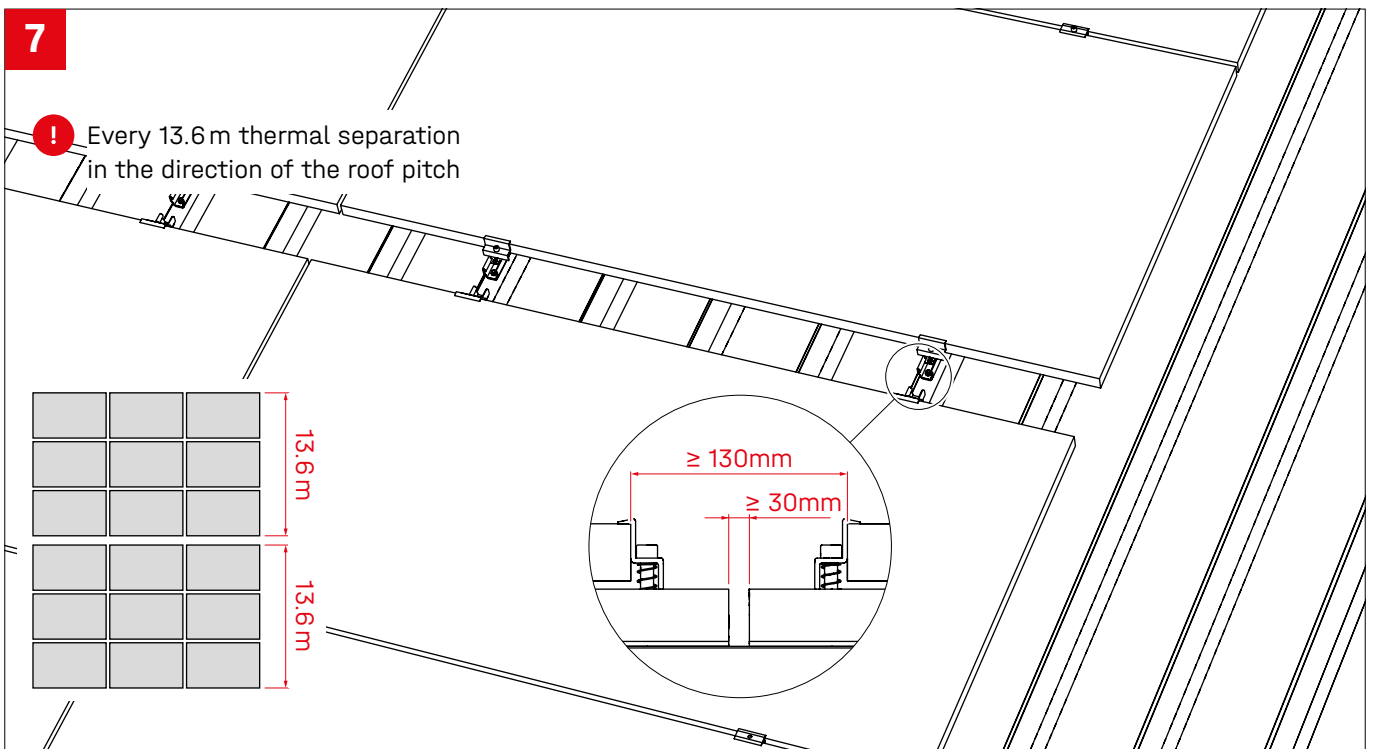 7
! Every 13.6 m thermal separation
in the direction of the roof pitch
13.6 m
13.6 m
≥ 130mm
≥ 30mm